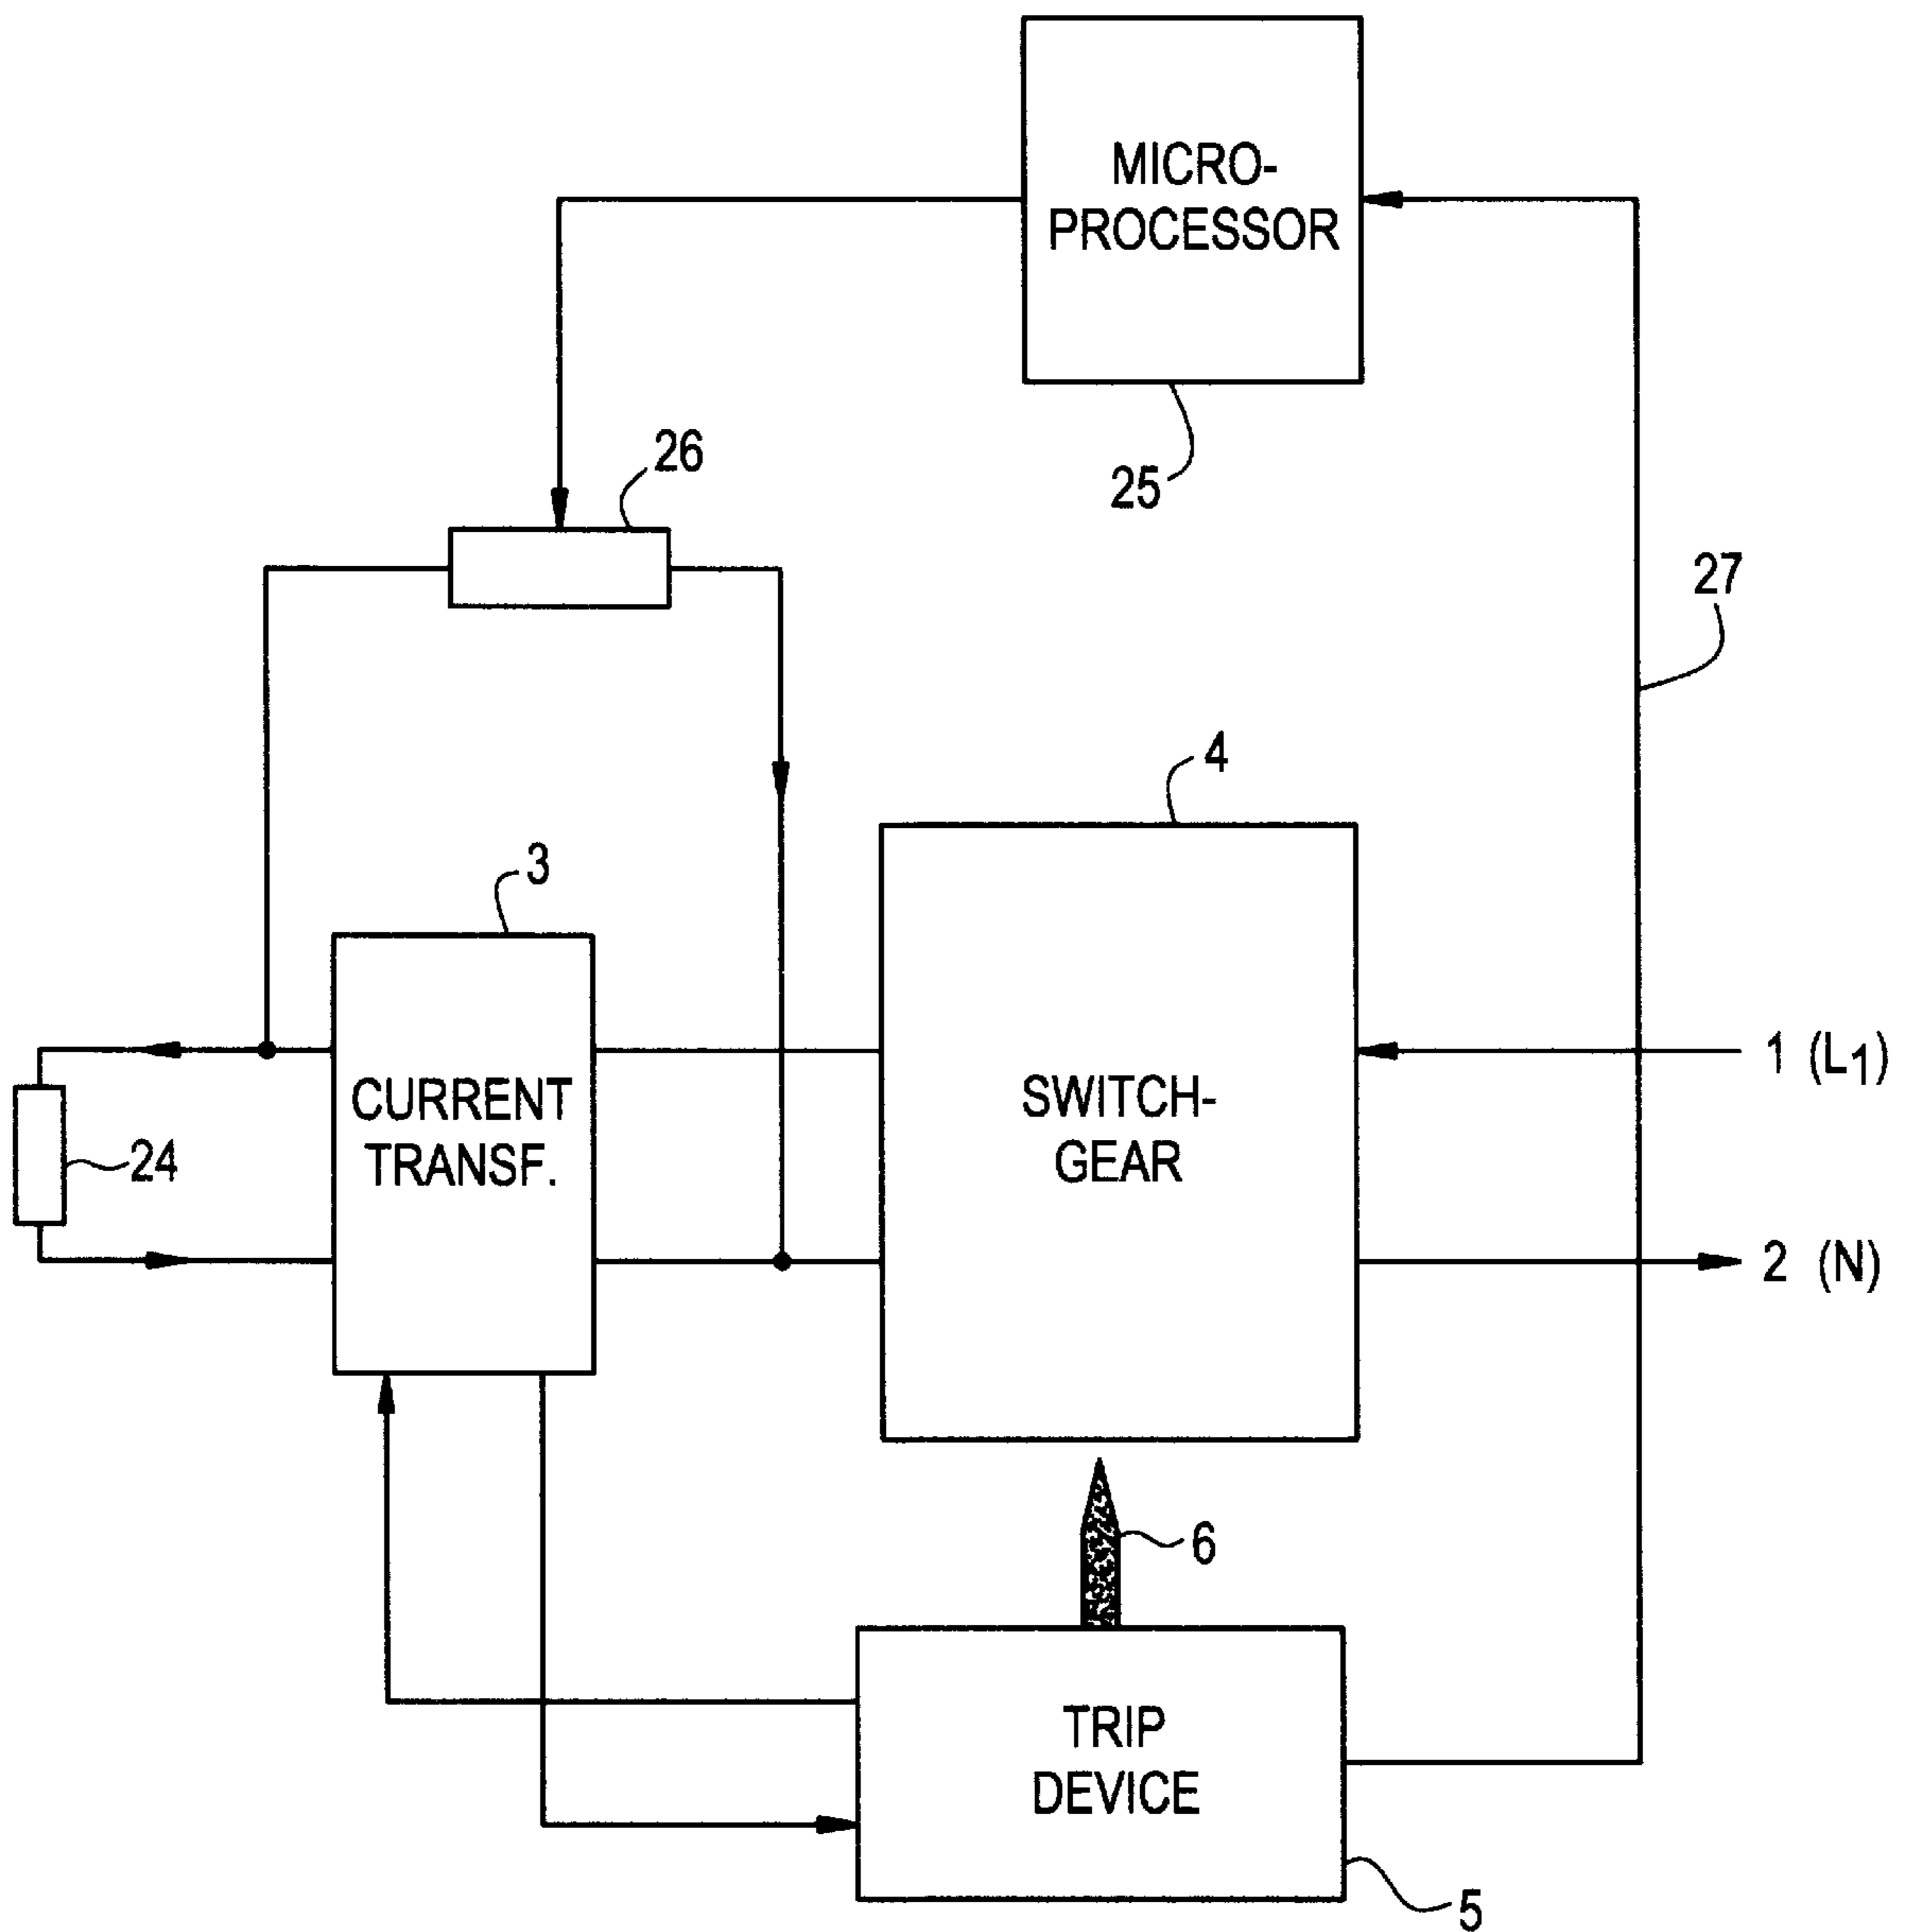 MICRO-
PROCESSOR
26
25
27
4
3
1 (L1)
CURRENT
TRANSF.
SWITCH-
GEAR
24
2 (N)
6
TRIP
DEVICE
5